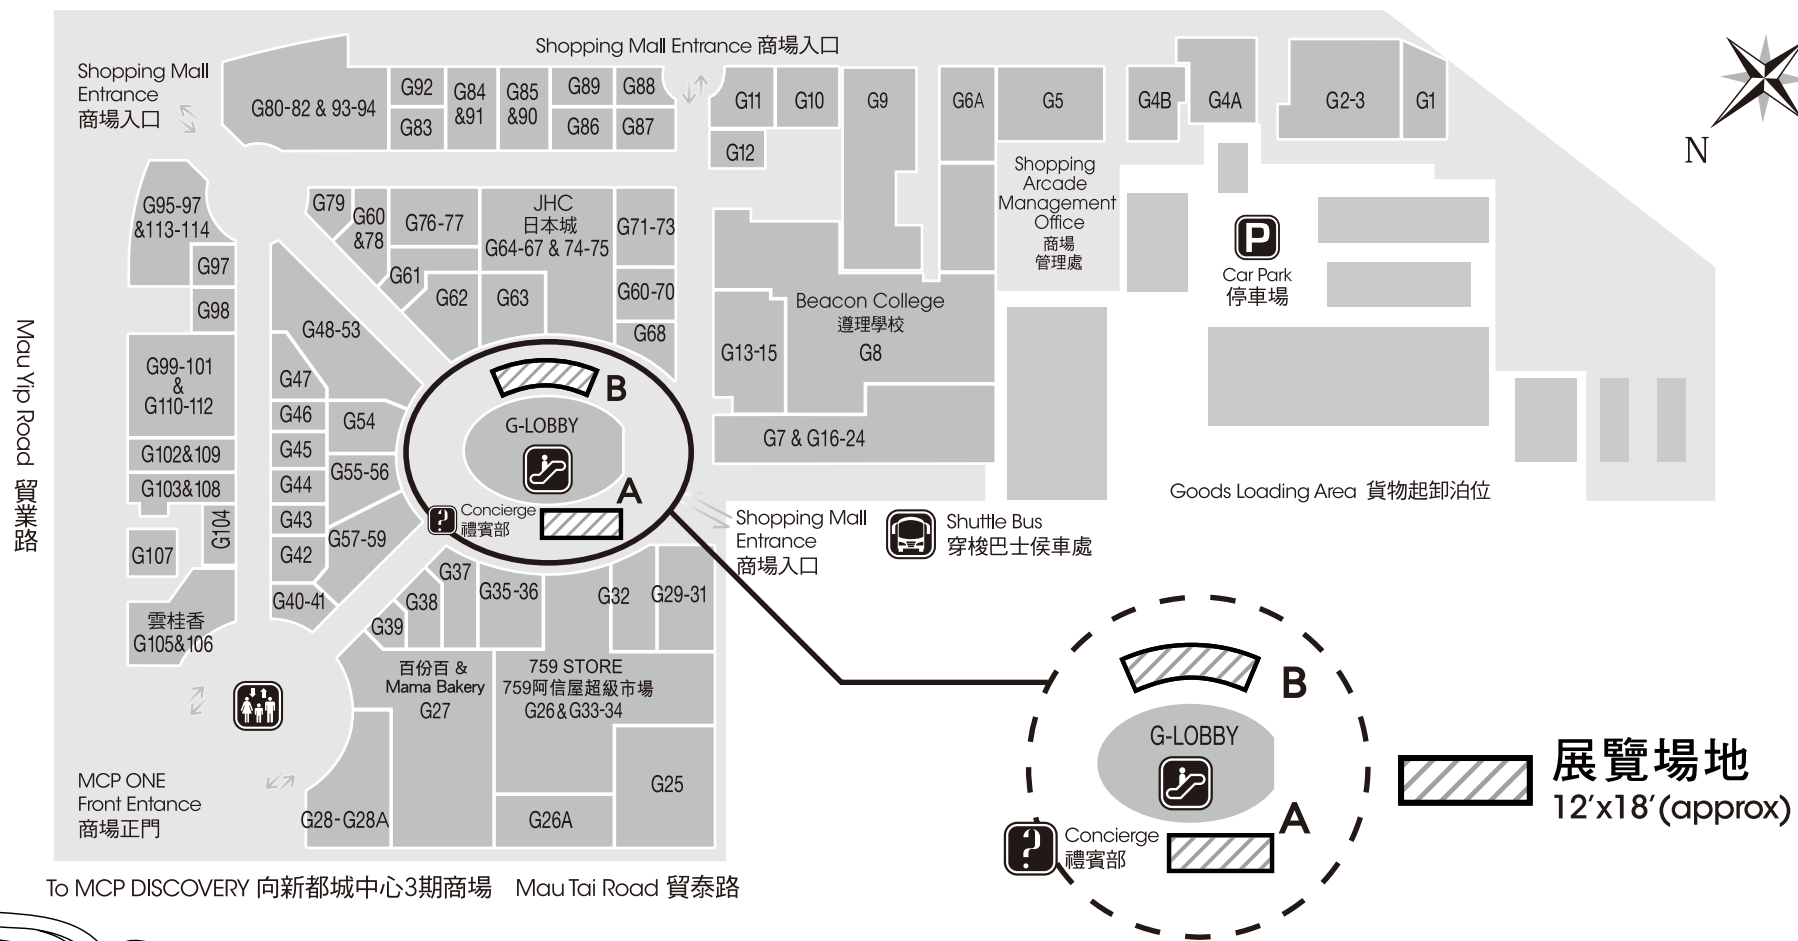 Shopping Mall Entrance 商場入口
Shopping Mall
Entrance
商場入口
G80-82 & 93-94
G92
G83
G84
&91
G85
&90
G89
G86
G88
G87
G11
G12
G10
G9
G6A
G5
G4B
G4A
G2-3
G1
N
Shopping
Arcade
Management
Office
商場
管理處
P
Car Park
停車場
G95-97
&113-114
G97
G98
G79
G60
&78
G76-77
G61
G62
JHC
日本城
G64-67 & 74-75
G63
G71-73
G60-70
G68
Beacon College
遵理學校
G8
G13-15
G7 & G16-24
Mau Yip Road 貿業路
G99-101
&
G110-112
G102&109
G103&108
G104
G107
雲桂香
G105&106
G48-53
G47
G46
G45
G44
G43
G42
G40-41
G54
G55-56
G57-59
B
G-LOBBY
A
?
Concierge
禮賓部
Shopping Mall
Entrance
商場入口
Shuttle Bus
穿梭巴士侯車處
Goods Loading Area 貨物起卸泊位
G37
G38
G39
G35-36
G32
G29-31
百份百 &
Mama Bakery
G27
759 STORE
759阿信屋超級市場
G26&G33-34
G25
G26A
G28-G28A
MCP ONE
Front Entance
商場正門
B
G-LOBBY
A
?
Concierge
禮賓部
展覽場地
12’x18’(approx)
To MCP DISCOVERY 向新都城中心3期商場
Mau Tai Road 貿泰路